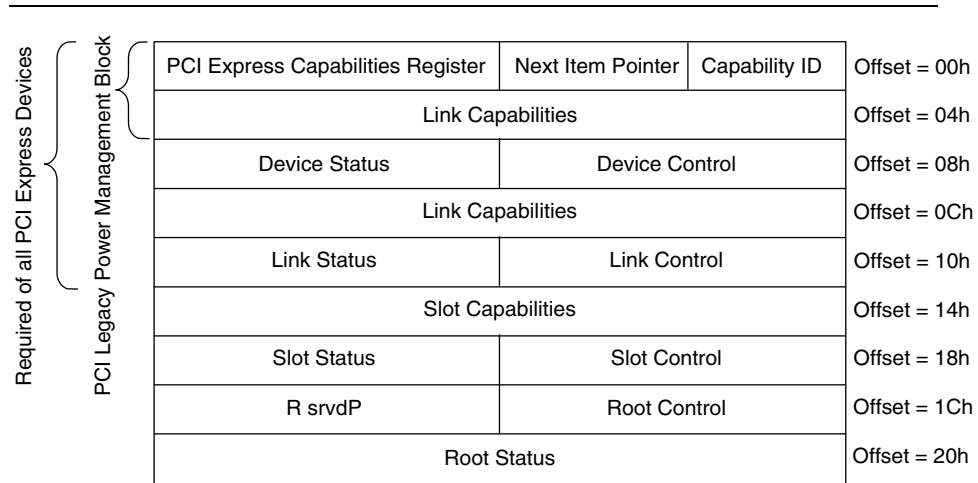 Required of all PCI Express Devices
PCI Legacy Power Management Block
PCI Express Capabilities Register Next Item Pointer Capability ID Offset = 00h
Link Capabilities Offset = 04h
Device Status Device Control Offset = 08h
Link Capabilities Offset = 0Ch
Link Status Link Control Offset = 10h
Slot Capabilities Offset = 14h
Slot Status Slot Control Offset = 18h
R srvdP Root Control Offset = 1Ch
Root Status Offset = 20h